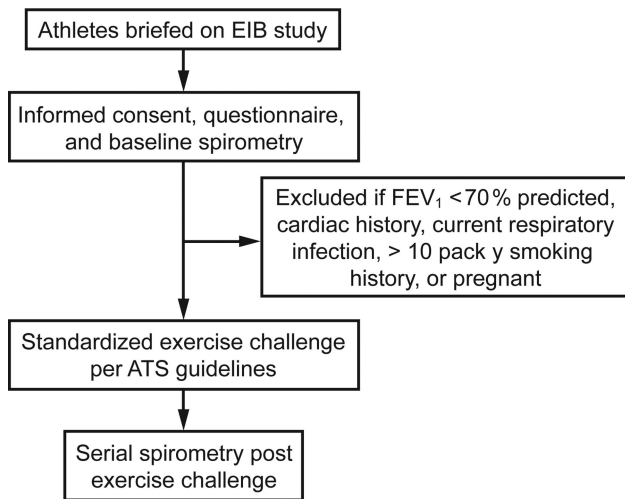 Athletes briefed on EIB study
Informed consent, questionnaire,
and baseline spirometry
Excluded if FEV₁ <70% predicted,
cardiac history, current respiratory
infection, > 10 pack y smoking
history, or pregnant
Standardized exercise challenge
per ATS guidelines
Serial spirometry post
exercise challenge